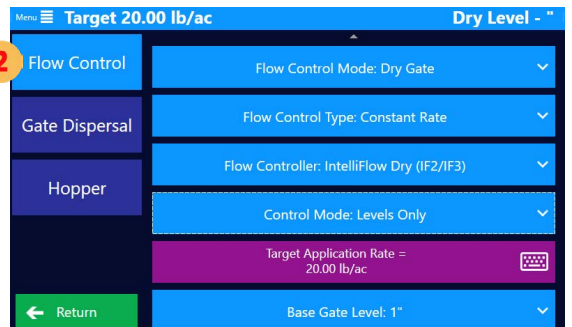 Menu Target 20.00 lb/ac Dry Level - "
2
Flow Control
Gate Dispersal
Hopper
Return
Flow Control Mode: Dry Gate
Flow Control Type: Constant Rate
Flow Controller: IntelliFlow Dry (IF2/IF3)
Control Mode: Levels Only
Target Application Rate =
20.00 lb/ac
Base Gate Level: 1"